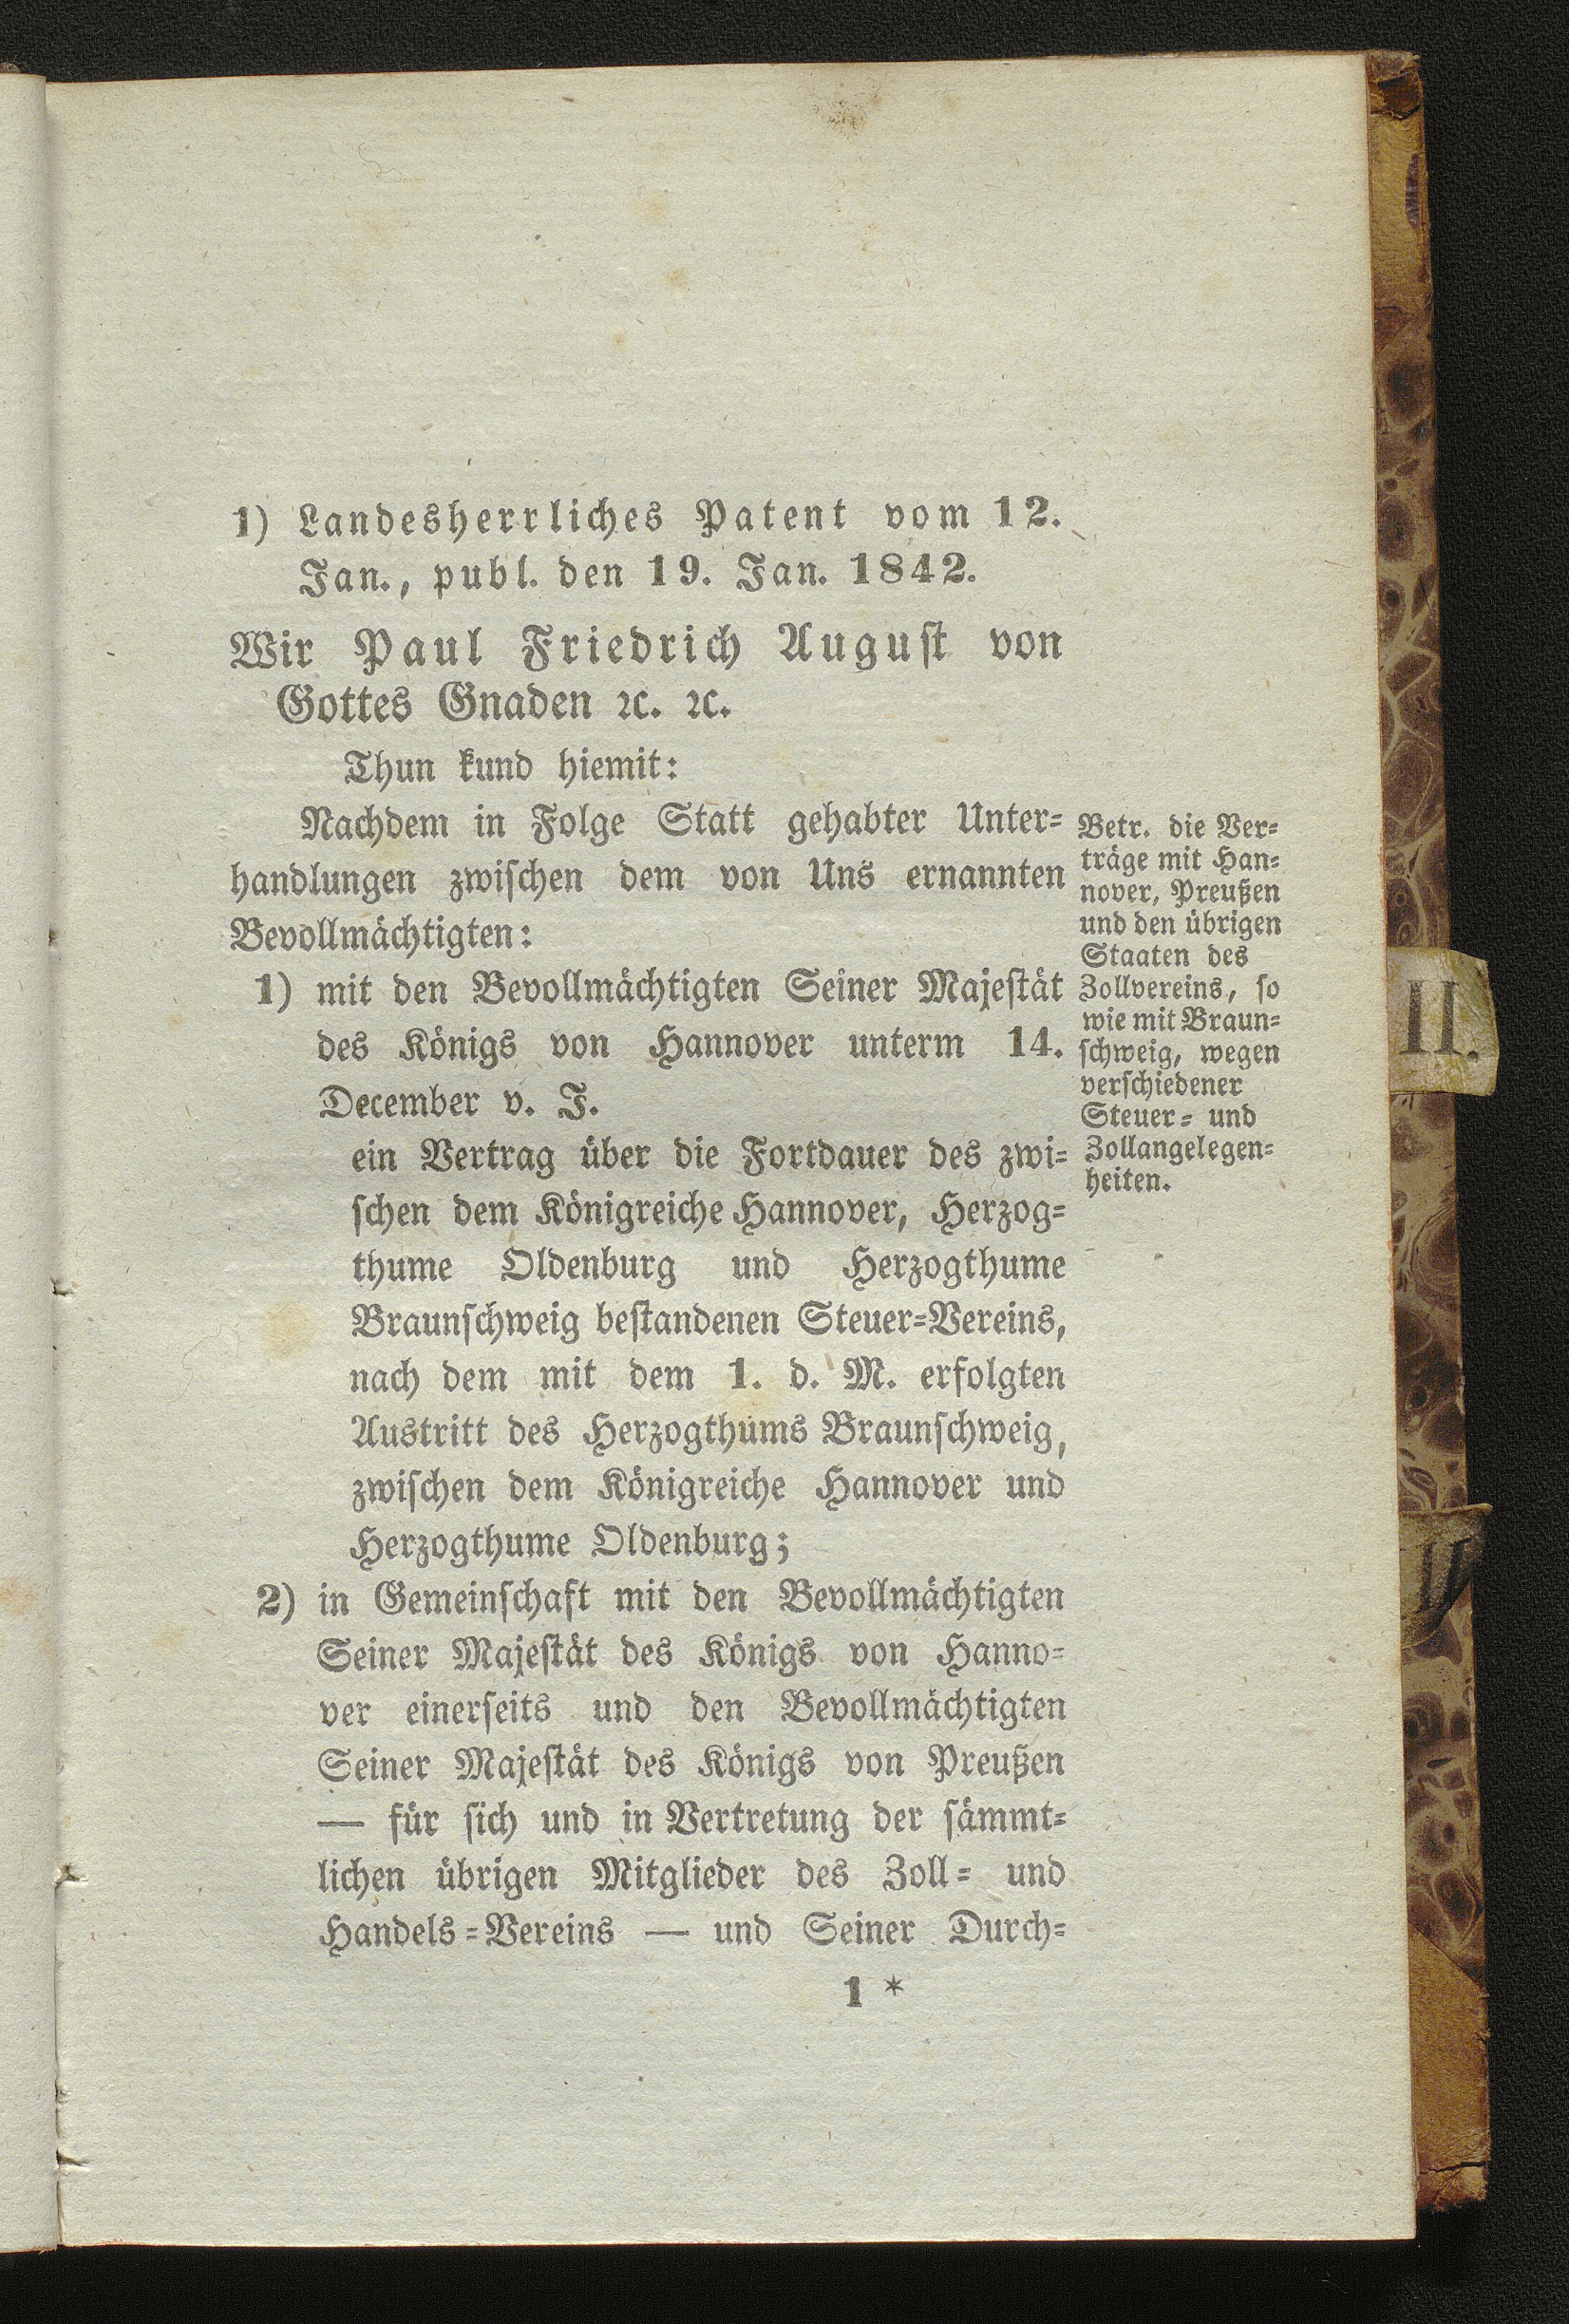 1) Landesherrliches Patent vom 12.
Jan., publ. den 19. Jan. 1842.
Wir Paul Friedrich August von
Gottes Gnaden ꝛc. ꝛc.
Thun kund hiemit:
Nachdem in Folge Statt gehabter Unter=
handlungen zwischen dem von Uns ernannten
Bevollmächtigten:
1) mit den Bevollmächtigten Seiner Majestät
des Königs von Hannover unterm 14.
December v. J.
ein Vertrag über die Fortdauer des zwi=
schen dem Königreiche Hannover, Herzog=
thume Oldenburg und Herzogthume
Braunschweig bestandenen Steuer=Vereins,
nach dem mit dem 1. d. M. erfolgten
Austritt des Herzogthums Braunschweig,
zwischen dem Königreiche Hannover und
Herzogthume Oldenburg;
2) in Gemeinschaft mit den Bevollmächtigten
Seiner Majestät des Königs von Hanno=
ver einerseits und den Bevollmächtigten
Seiner Majestät des Königs von Preußen
— für sich und in Vertretung der sämmt=
lichen übrigen Mitglieder des Zoll= und
Handels=Vereins — und Seiner Durch=
1 *
Betr. die Ver=
träge mit Han=
nover, Preußen
und den übrigen
Staaten des
Zollvereins, so
wie mit Braun=
schweig, wegen
verschiedener
Steuer= und
Zollangelegen=
heiten.
II.